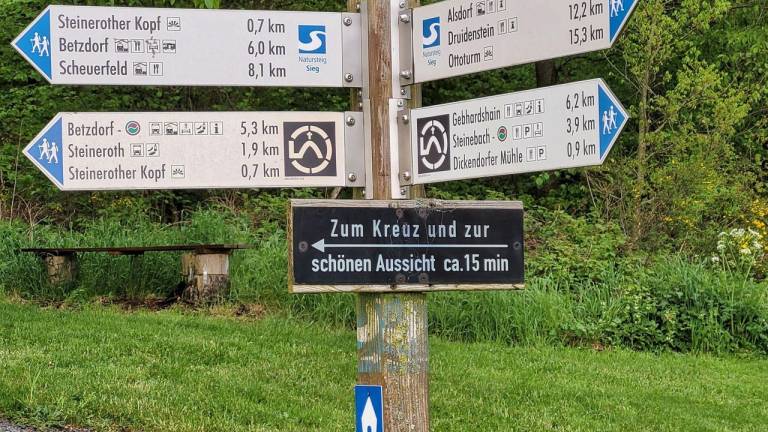 Steinerother Kopf 0,7 km
Betzdorf 6,0 km
Scheuerfeld 8,1 km
Natursteig
Sieg
Alsdorf 12,2 km
Druidenstein 15,3 km
Ottoturm
Natursteig
Sieg
Betzdorf - 5,3 km
Steineroth 1,9 km
Steinerother Kopf 0,7 km
Gebhardshain 6,2 km
Steinebach - 3,9 km
Dickendorfer Mühle 0,9 km
Zum Kreuz und zur
schönen Aussicht ca.15 min